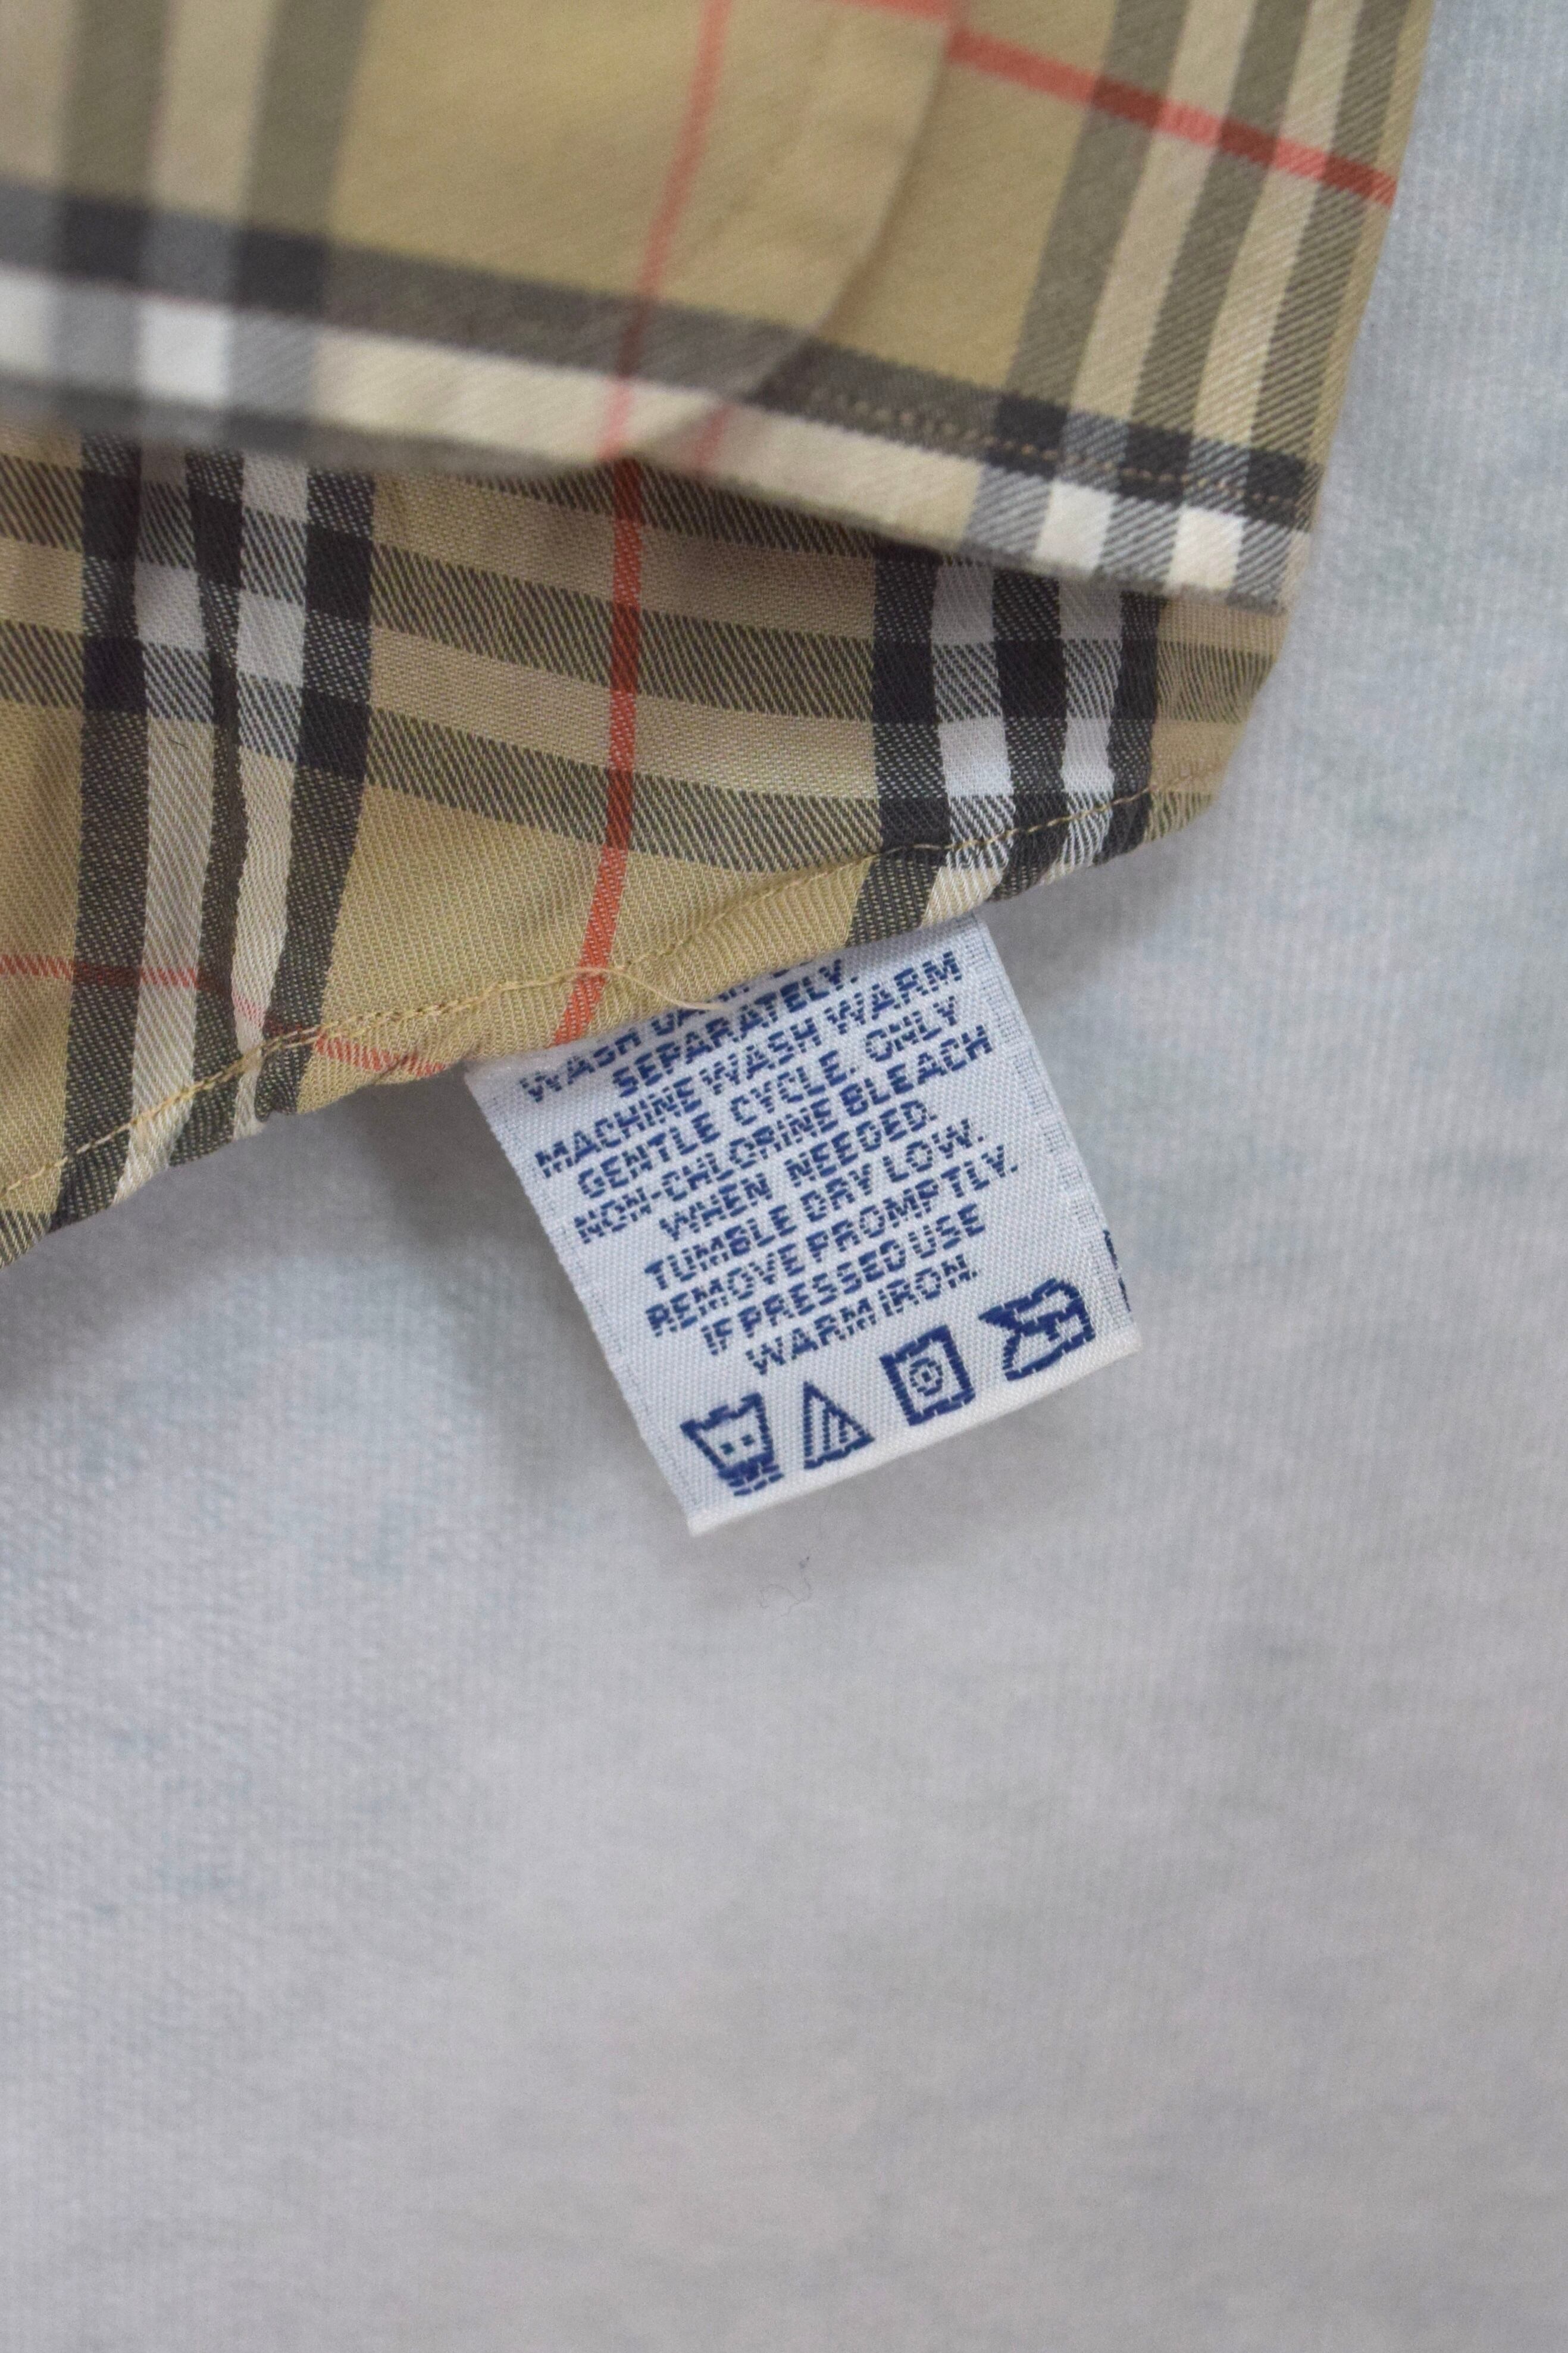 WASH
SEPARATELY.
MACHINE WASH WARM
GENTLE CYCLE. ONLY
NON-CHLORINE BLEACH
WHEN NEEDED.
TUMBLE DRY LOW.
REMOVE PROMPTLY.
IF PRESSED USE
WARM IRON.